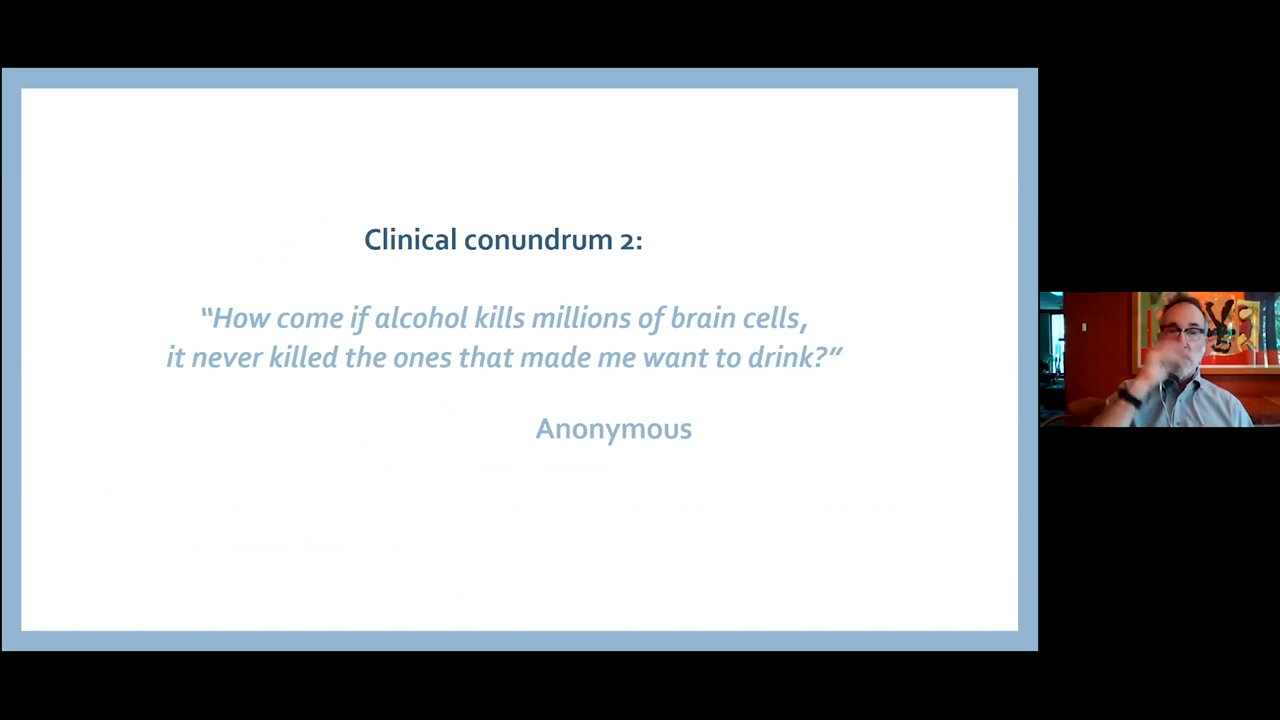 Clinical conundrum 2:
“How come if alcohol kills millions of brain cells,
it never killed the ones that made me want to drink?”
Anonymous